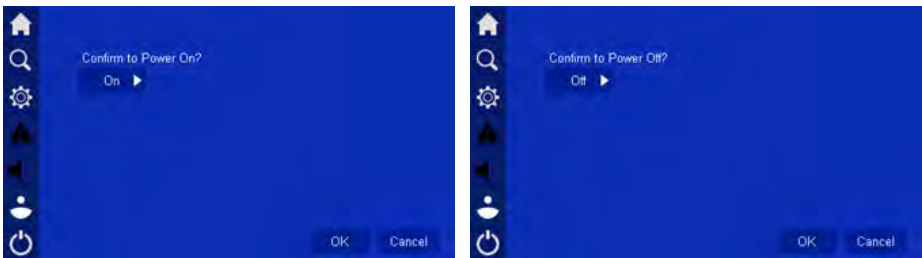 Confirm to Power On?
On
OK Cancel
Confirm to Power Off?
Off
OK Cancel